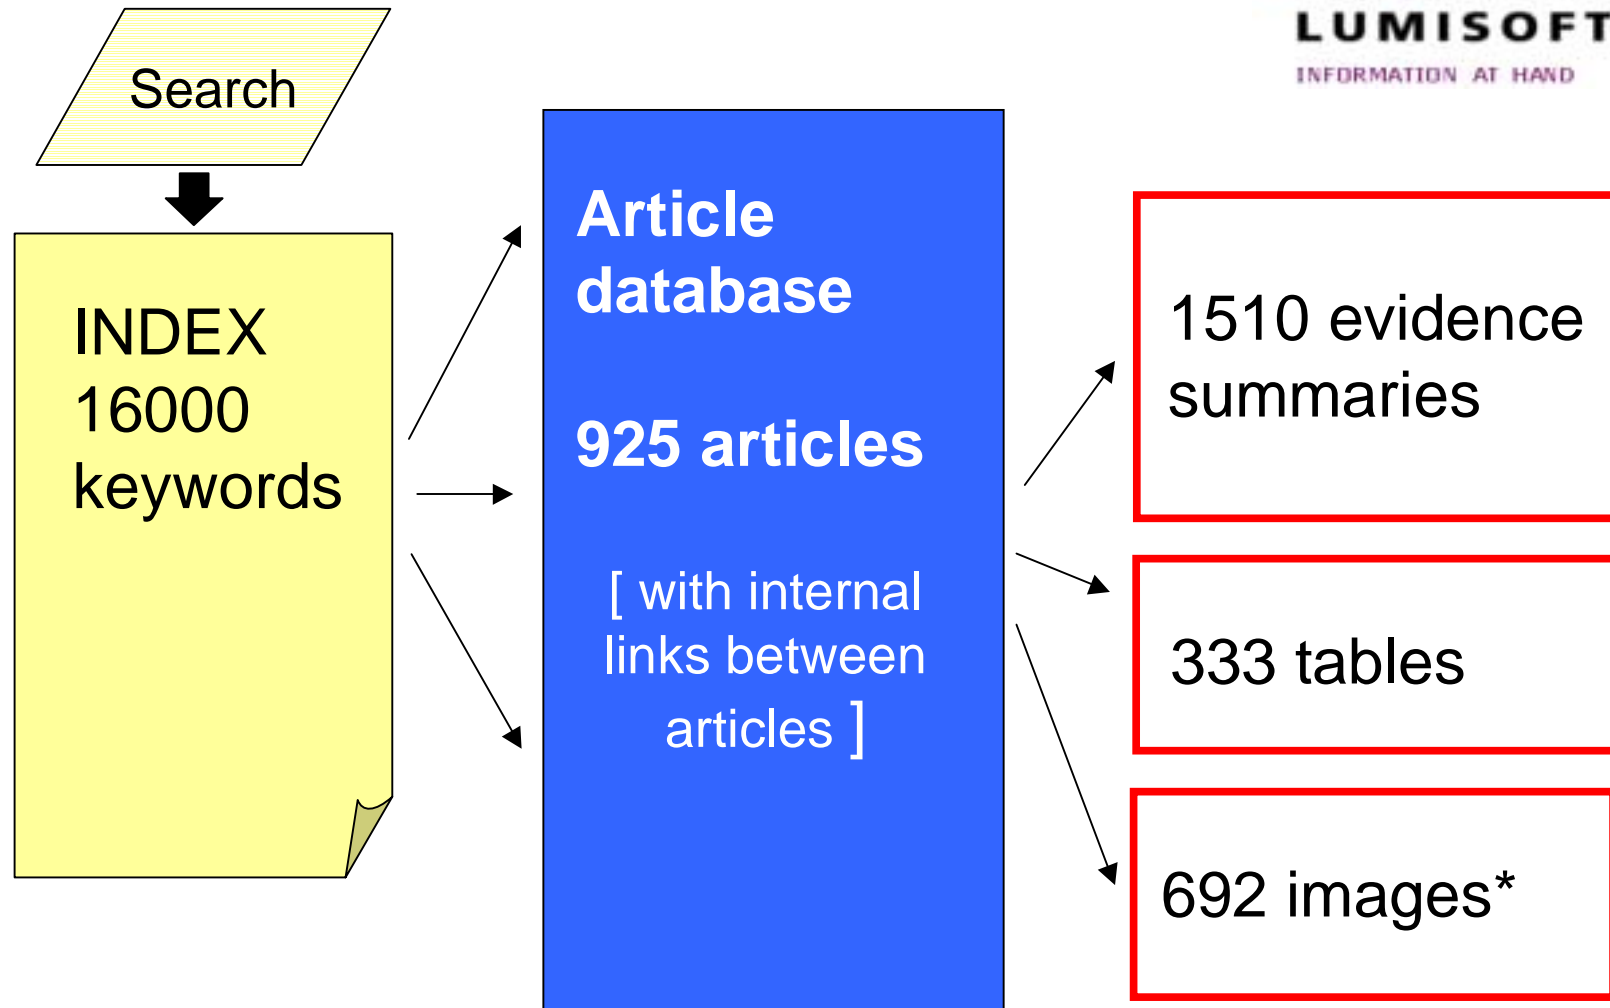 LUMISOFT
INFORMATION AT HAND
Search
INDEX
16000
keywords
Article
database
925 articles
[ with internal
links between
articles ]
1510 evidence
summaries
333 tables
692 images*